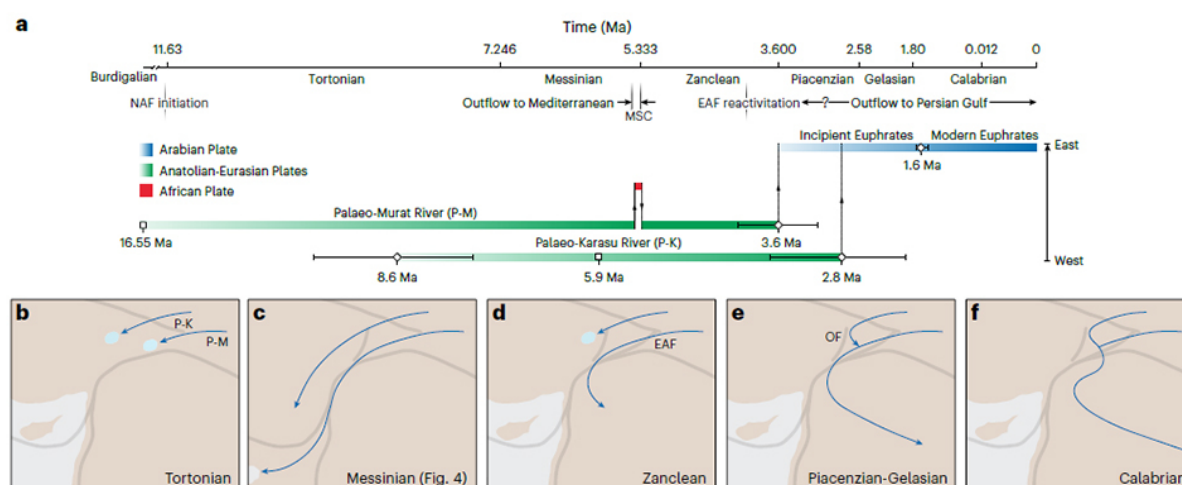 a
Time (Ma)
11.63 7.246 5.333 3.600 2.58 1.80 0.012 0
Burdigalian Tortonian Messinian Zanclean Piacenzian Gelasian Calabrian
NAF initiation Outflow to Mediterranean MSC EAF reactivitation ? Outflow to Persian Gulf
Incipient Euphrates Modern Euphrates
East
Arabian Plate
1.6 Ma
Anatolian-Eurasian Plates
African Plate
Palaeo-Murat River (P-M)
16.55 Ma
3.6 Ma
Palaeo-Karasu River (P-K)
West
8.6 Ma 5.9 Ma 2.8 Ma
b
P-K
P-M
Tortonian
c
Messinian (Fig. 4)
d
EAF
Zanclean
e
OF
Piacenzian-Gelasian
f
Calabrian